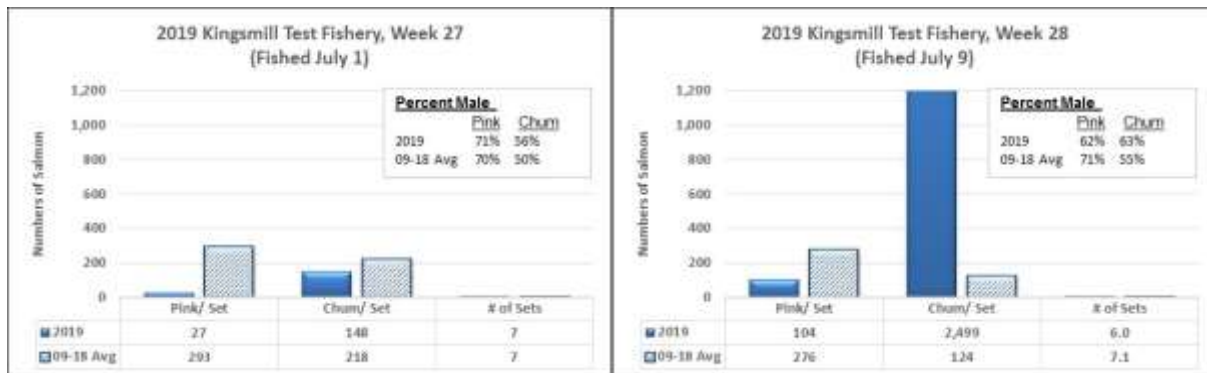 2019 Kingsmill Test Fishery, Week 27
(Fished July 1)
Numbers of Salmon
1,200
1,000
800
600
400
200
0
Percent Male
Pink Chum
2019 71% 56%
09-18 Avg 70% 50%
Pink/ Set Chum/ Set # of Sets
2019 27 148 7
09-18 Avg 293 218 7
2019 Kingsmill Test Fishery, Week 28
(Fished July 9)
Numbers of Salmon
1,200
1,000
800
600
400
200
0
Percent Male
Pink Chum
2019 62% 63%
09-18 Avg 71% 55%
Pink/ Set Chum/ Set # of Sets
2019 104 2,499 6.0
09-18 Avg 276 124 7.1